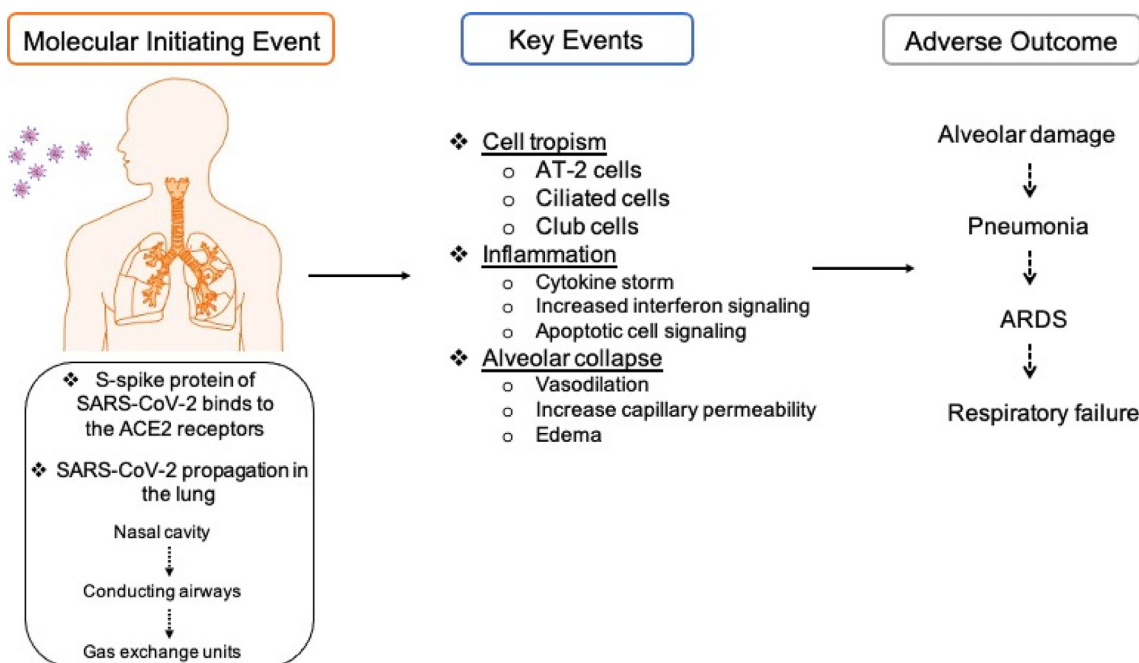 Molecular Initiating Event
❖ S-spike protein of
SARS-CoV-2 binds to
the ACE2 receptors
❖ SARS-CoV-2 propagation in
the lung
Nasal cavity
Conducting airways
Gas exchange units
Key Events
❖ Cell tropism
o AT-2 cells
o Ciliated cells
o Club cells
❖ Inflammation
o Cytokine storm
o Increased interferon signaling
o Apoptotic cell signaling
❖ Alveolar collapse
o Vasodilation
o Increase capillary permeability
o Edema
Adverse Outcome
Alveolar damage
Pneumonia
ARDS
Respiratory failure